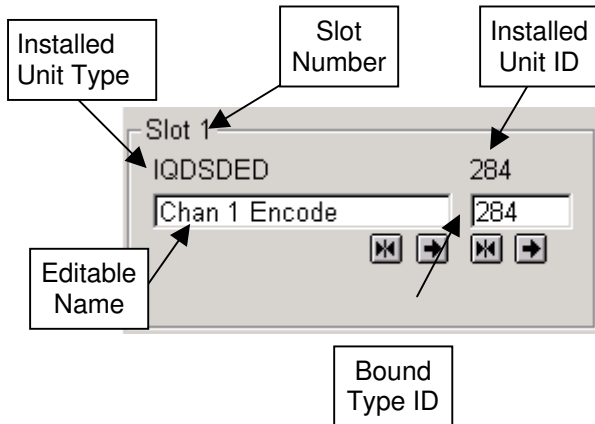 Installed
Unit Type
Slot
Number
Installed
Unit ID
Slot 1
IQDSDED
284
Chan 1 Encode
284
Editable
Name
Bound
Type ID